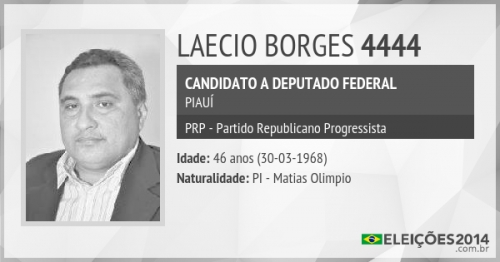 LAECIO BORGES 4444
CANDIDATO A DEPUTADO FEDERAL
PIAUÍ
PRP - Partido Republicano Progressista
Idade: 46 anos (30-03-1968)
Naturalidade: PI - Matias Olimpio
ELEIÇÕES2014
.com.br